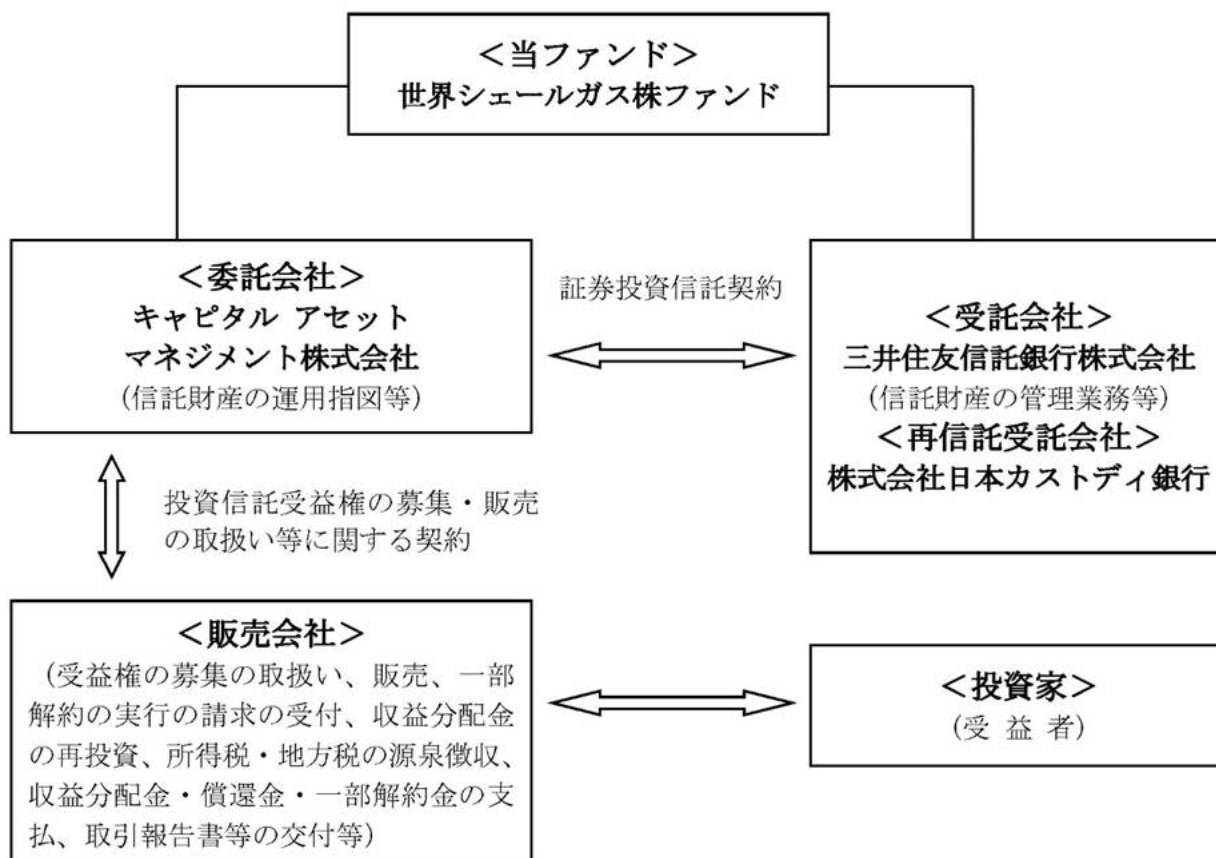 ＜当ファンド＞
世界シェールガス株ファンド
＜委託会社＞
キャピタル アセット
マネジメント株式会社
(信託財産の運用指図等)
証券投資信託契約
＜受託会社＞
三井住友信託銀行株式会社
(信託財産の管理業務等)
＜再信託受託会社＞
株式会社日本カストディ銀行
投資信託受益権の募集・販売
の取扱い等に関する契約
＜販売会社＞
（受益権の募集の取扱い、販売、一部
解約の実行の請求の受付、収益分配金
の再投資、所得税・地方税の源泉徴収、
収益分配金・償還金・一部解約金の支
払、取引報告書等の交付等）
＜投資家＞
(受 益 者)